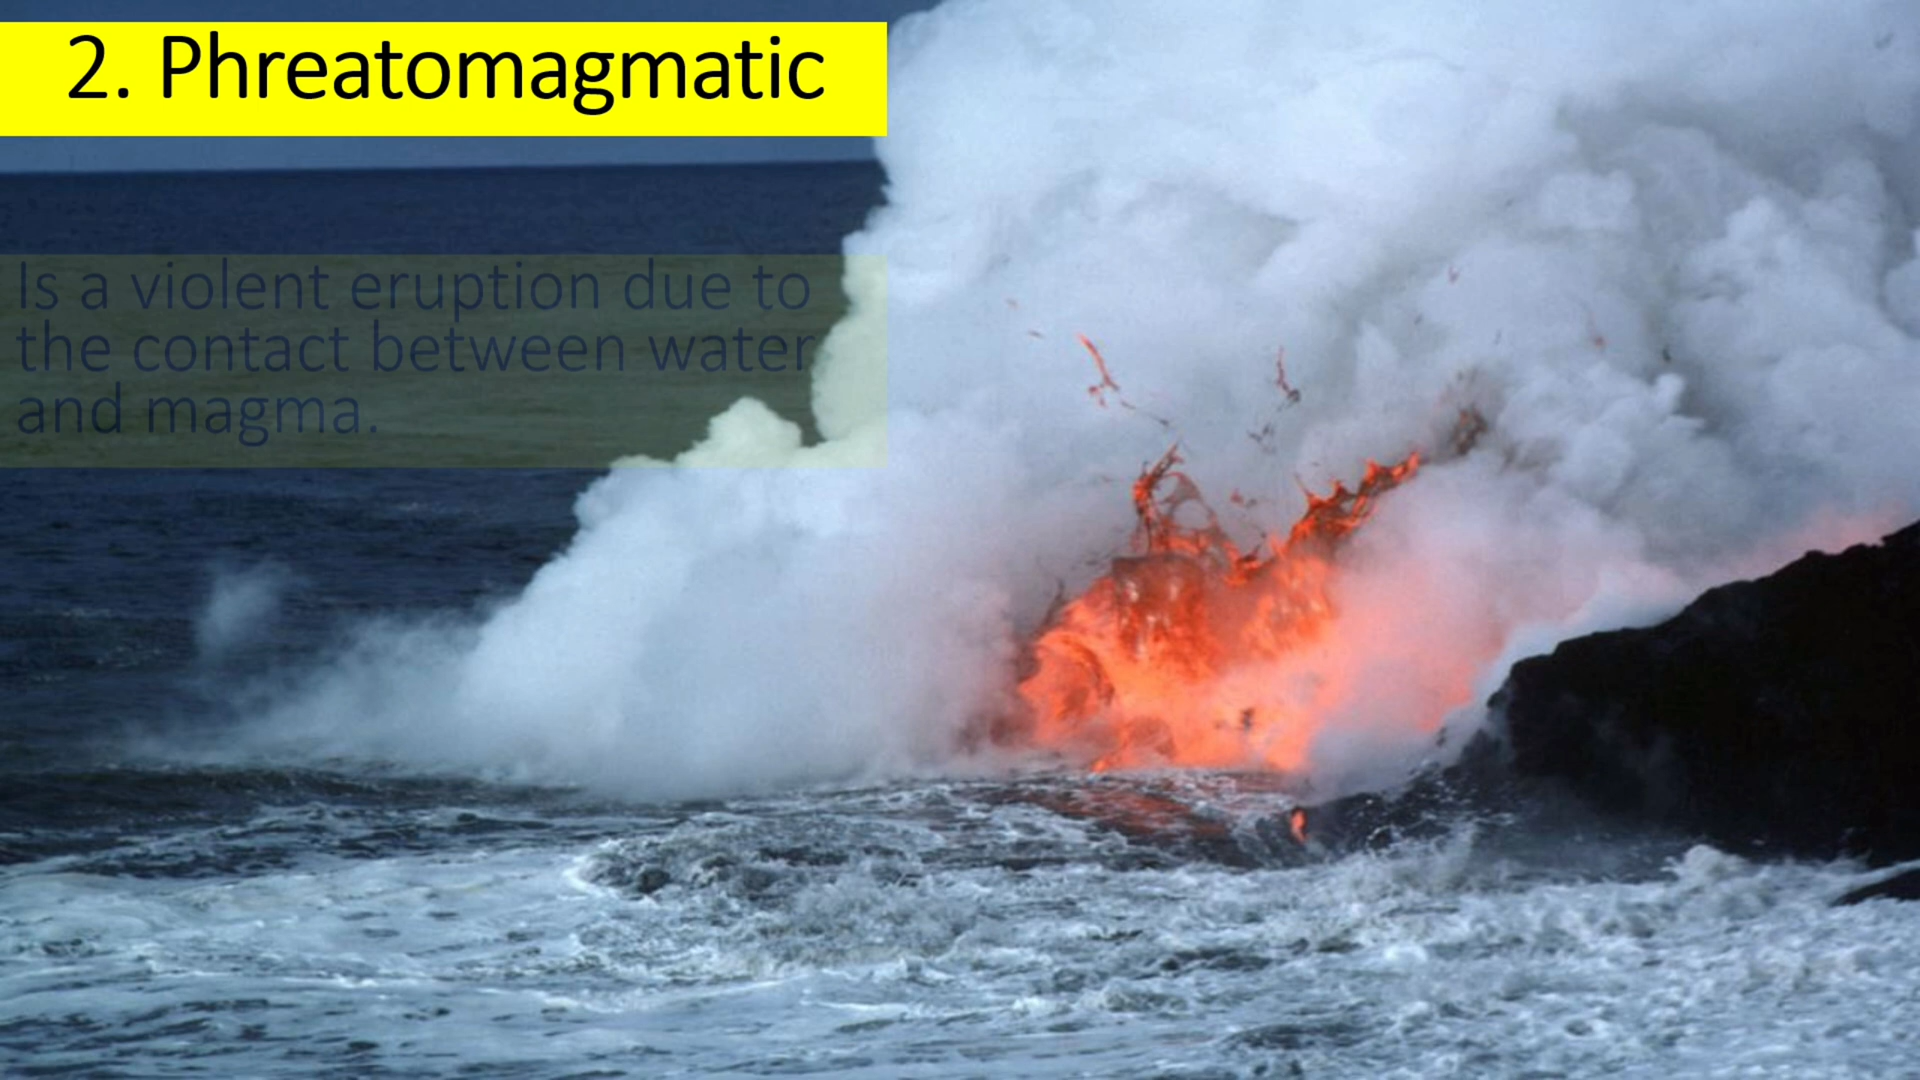 2. Phreatomagmatic
Is a violent eruption due to
the contact between water
and magma.